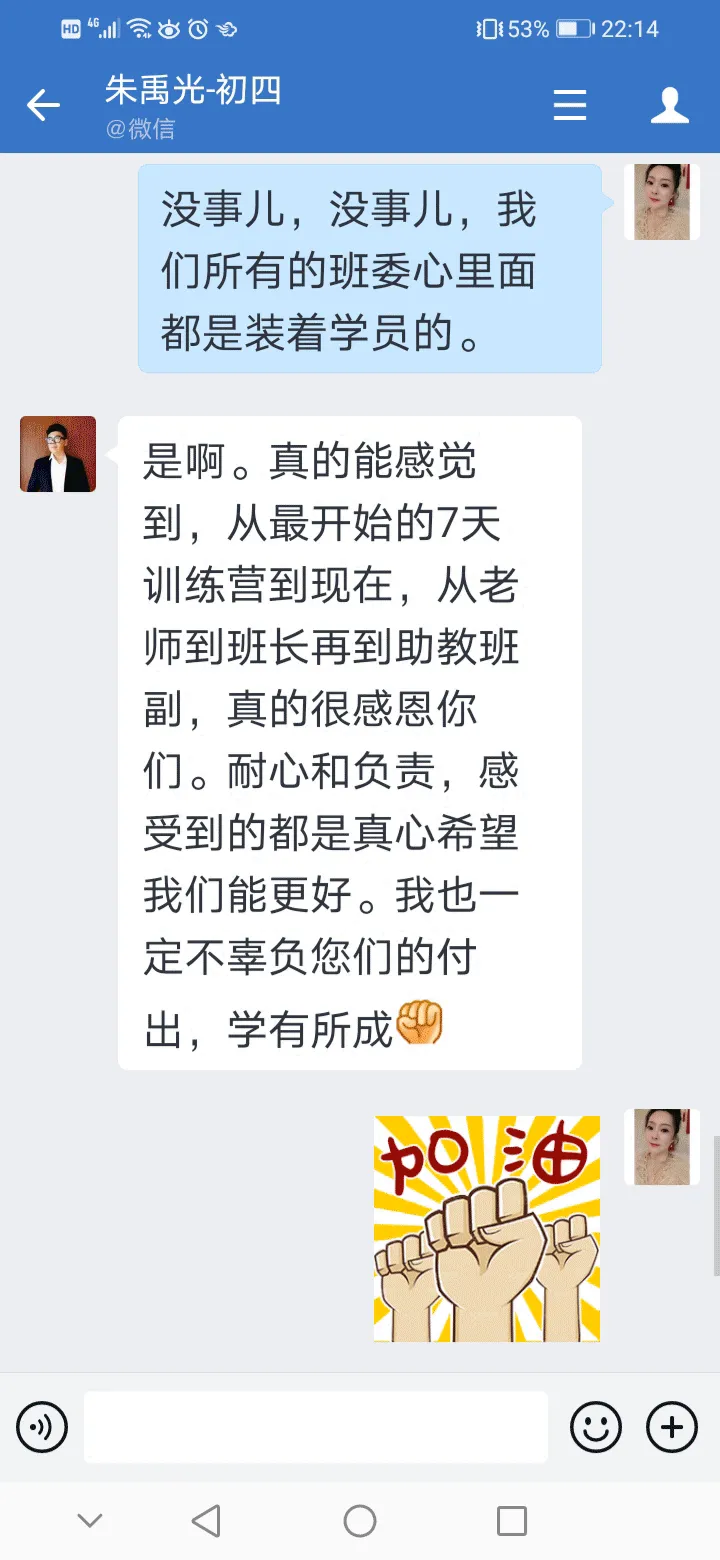 HD 4G 53% 22:14
朱禹光-初四
@微信
没事儿，没事儿，我
们所有的班委心里面
都是装着学员的。
是啊。真的能感觉
到，从最开始的7天
训练营到现在，从老
师到班长再到助教班
副，真的很感恩你
们。耐心和负责，感
受到的都是真心希望
我们能更好。我也一
定不辜负您们的付
出，学有所成
加油